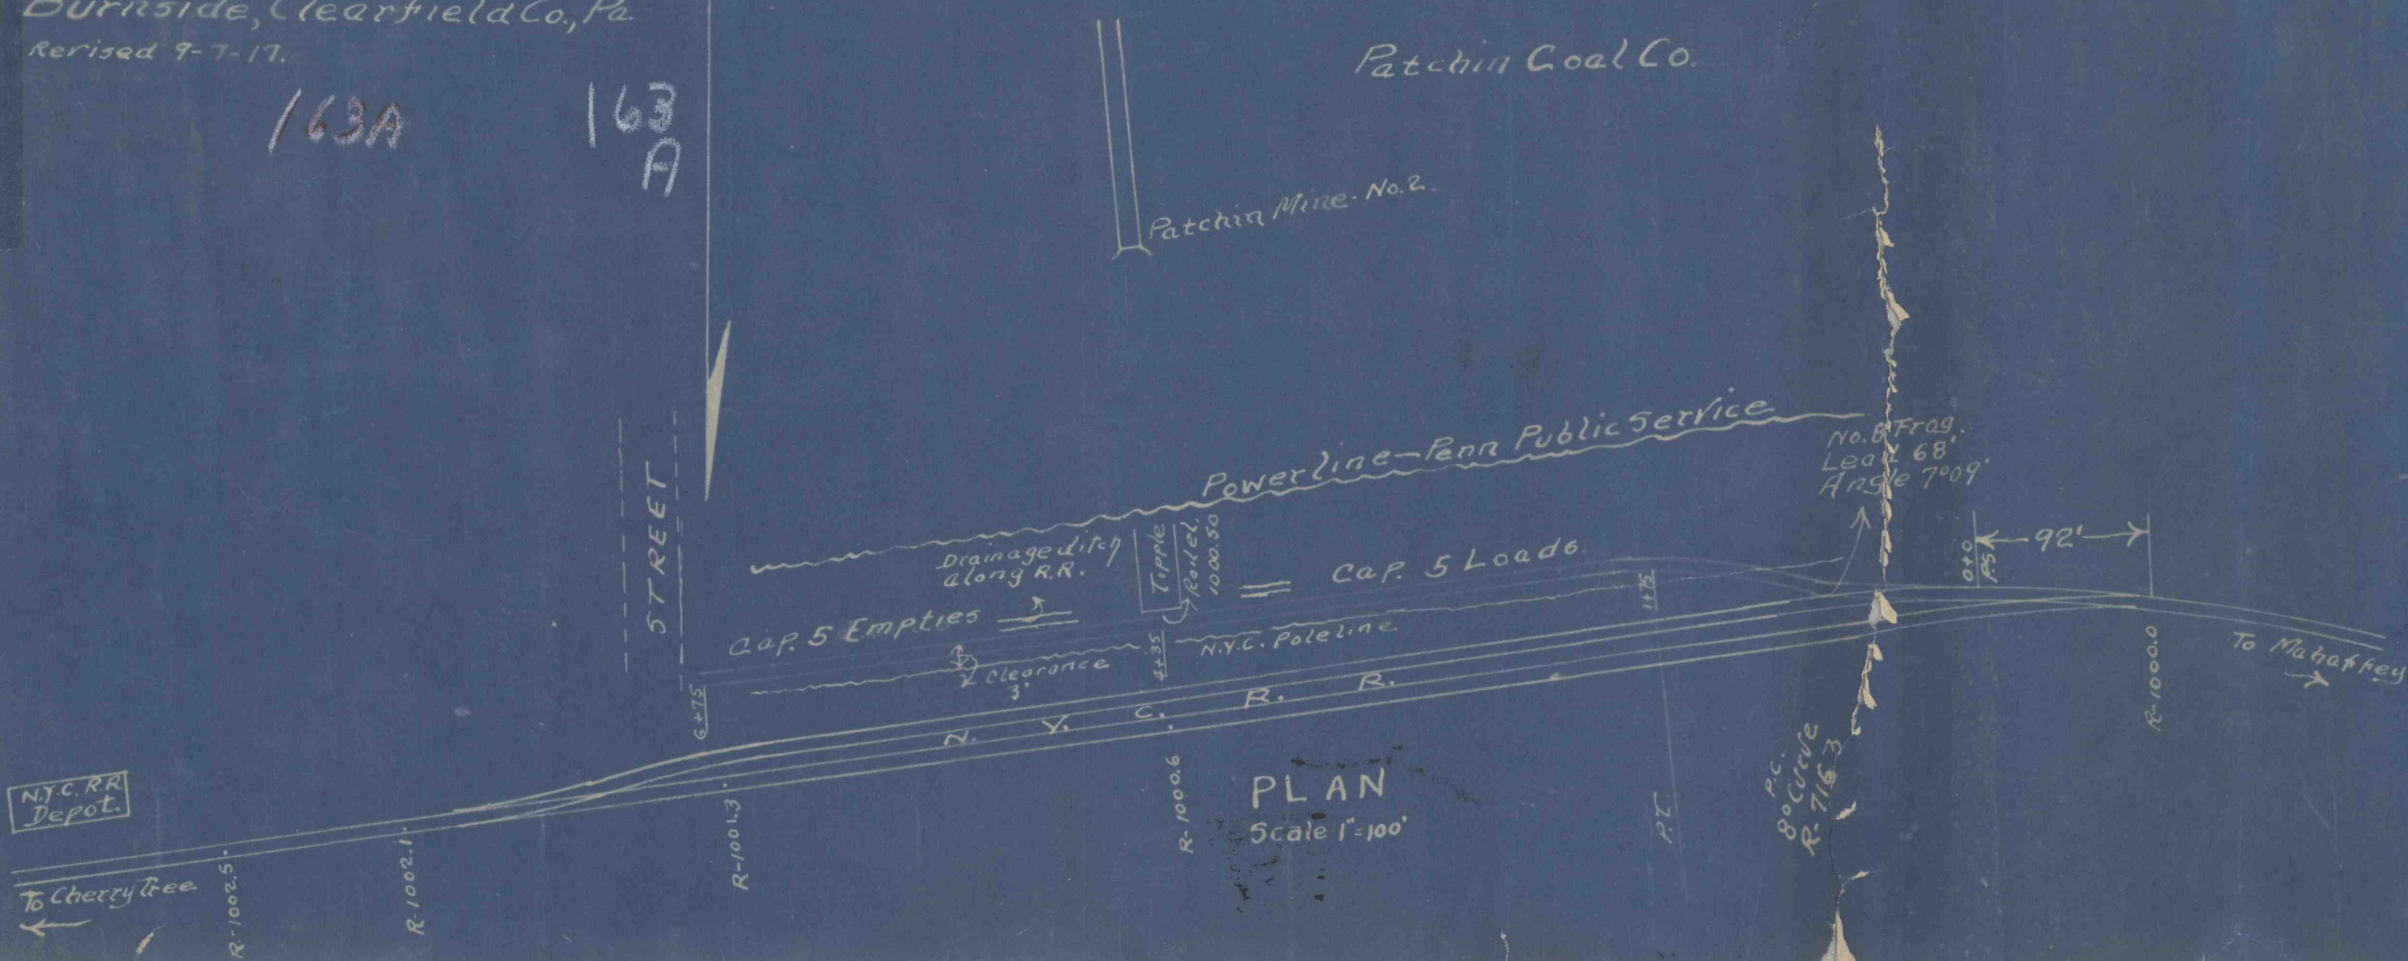 Burnside, Clearfield Co., Pa.
Revised 9-7-17.
163A
163
A
Patchin Coal Co.
Patchin Mine No. 2.
STREET
Powerline - Penn Public Service
No. 8 Frog.
Lead 68'
Angle 7°09'
Drainage ditch
along R.R.
Tipple
Rail el.
1000.50
Cap. 5 Loads.
Cap. 5 Empties
Clearance
3'
N.Y.C. Pole line
6+75
4+35
1+75
0+0
P.S.
92'
N. Y. C. R. R.
To Mahaffey
N.Y.C. R.R
Depot.
To Cherry Tree
R-1002.5
R-1002.1
R-1001.3
R-1000.6
P.T.
P.C.
8° Curve
R-716.3
R-1000.0
PLAN
Scale 1"=100'